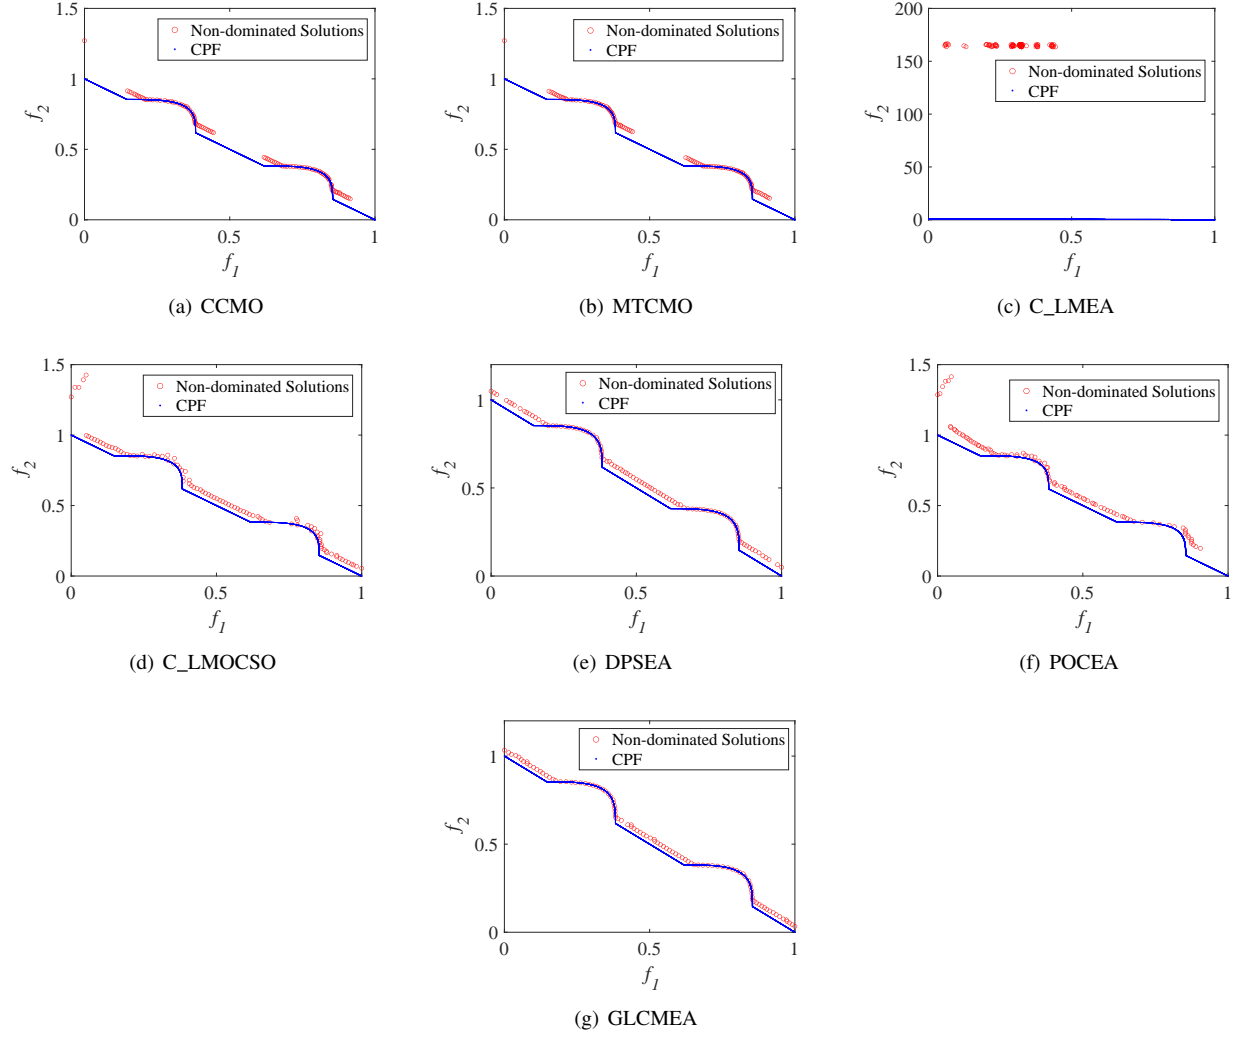 1.5
1
0.5
0
0
0.5
1
f2
f1
Non-dominated Solutions
CPF
(a) CCMO
1.5
1
0.5
0
0
0.5
1
f2
f1
Non-dominated Solutions
CPF
(b) MTCMO
200
150
100
50
0
0
0.5
1
f2
f1
Non-dominated Solutions
CPF
(c) C_LMEA
1.5
1
0.5
0
0
0.5
1
f2
f1
Non-dominated Solutions
CPF
(d) C_LMOCSO
1
0.5
0
0
0.5
1
f2
f1
Non-dominated Solutions
CPF
(e) DPSEA
1.5
1
0.5
0
0
0.5
1
f2
f1
Non-dominated Solutions
CPF
(f) POCEA
1
0.5
0
0
0.5
1
f2
f1
Non-dominated Solutions
CPF
(g) GLCMEA